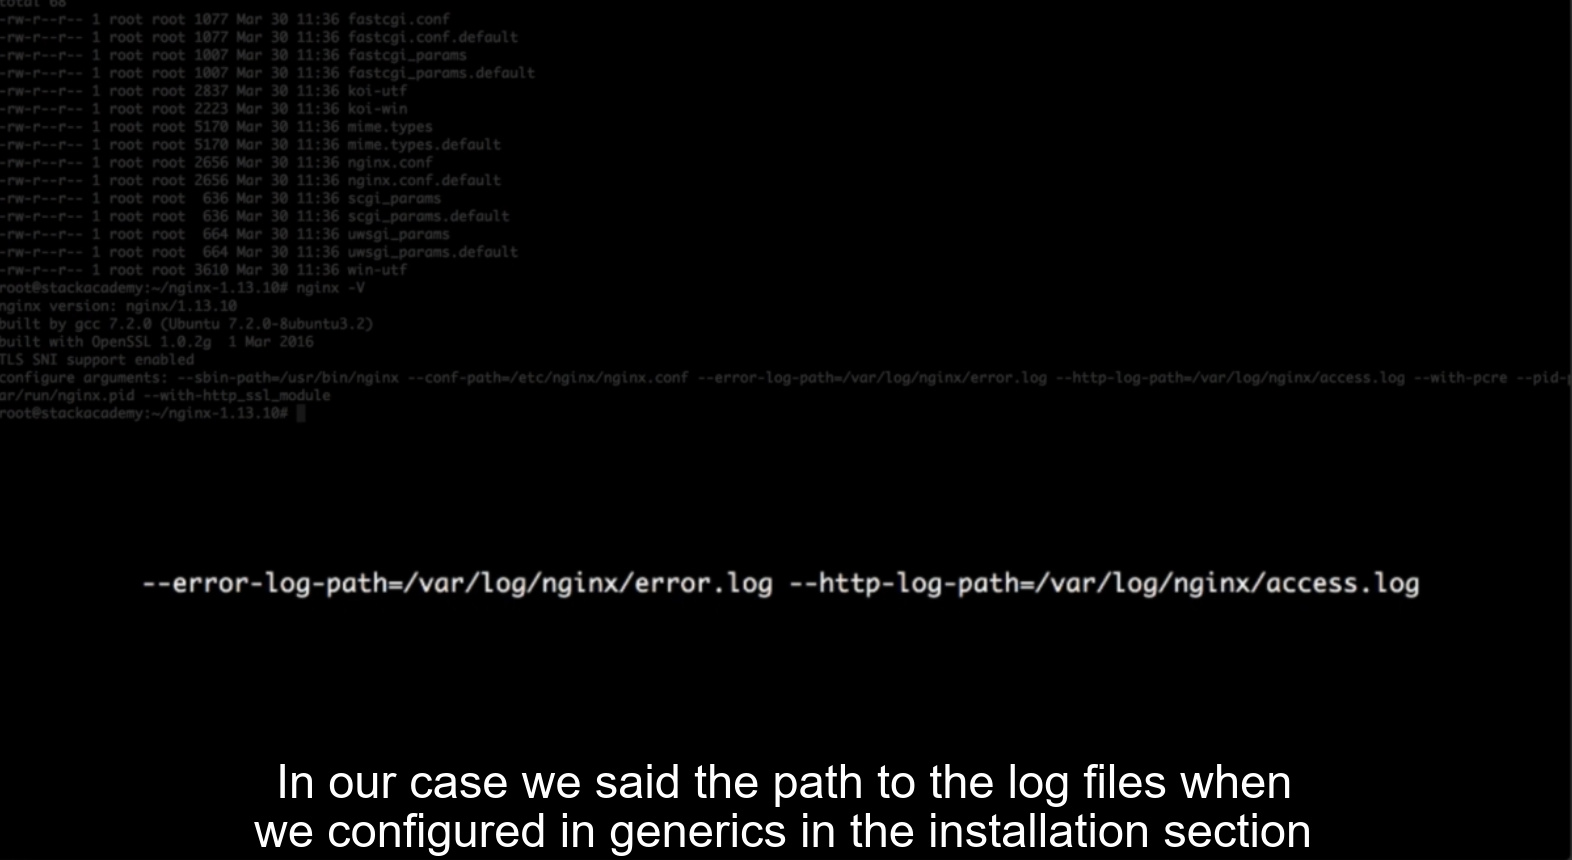 total 68
-rw-r--r-- 1 root root 1077 Mar 30 11:36 fastcgi.conf
-rw-r--r-- 1 root root 1077 Mar 30 11:36 fastcgi.conf.default
-rw-r--r-- 1 root root 1007 Mar 30 11:36 fastcgi_params
-rw-r--r-- 1 root root 1007 Mar 30 11:36 fastcgi_params.default
-rw-r--r-- 1 root root 2837 Mar 30 11:36 koi-utf
-rw-r--r-- 1 root root 2223 Mar 30 11:36 koi-win
-rw-r--r-- 1 root root 5170 Mar 30 11:36 mime.types
-rw-r--r-- 1 root root 5170 Mar 30 11:36 mime.types.default
-rw-r--r-- 1 root root 2656 Mar 30 11:36 nginx.conf
-rw-r--r-- 1 root root 2656 Mar 30 11:36 nginx.conf.default
-rw-r--r-- 1 root root  636 Mar 30 11:36 scgi_params
-rw-r--r-- 1 root root  636 Mar 30 11:36 scgi_params.default
-rw-r--r-- 1 root root  664 Mar 30 11:36 uwsgi_params
-rw-r--r-- 1 root root  664 Mar 30 11:36 uwsgi_params.default
-rw-r--r-- 1 root root 3610 Mar 30 11:36 win-utf
root@stackacademy:~/nginx-1.13.10# nginx -V
nginx version: nginx/1.13.10
built by gcc 7.2.0 (Ubuntu 7.2.0-8ubuntu3.2)
built with OpenSSL 1.0.2g  1 Mar 2016
TLS SNI support enabled
configure arguments: --sbin-path=/usr/bin/nginx --conf-path=/etc/nginx/nginx.conf --error-log-path=/var/log/nginx/error.log --http-log-path=/var/log/nginx/access.log --with-pcre --pid-p
ar/run/nginx.pid --with-http_ssl_module
root@stackacademy:~/nginx-1.13.10#
--error-log-path=/var/log/nginx/error.log --http-log-path=/var/log/nginx/access.log
In our case we said the path to the log files when
we configured in generics in the installation section